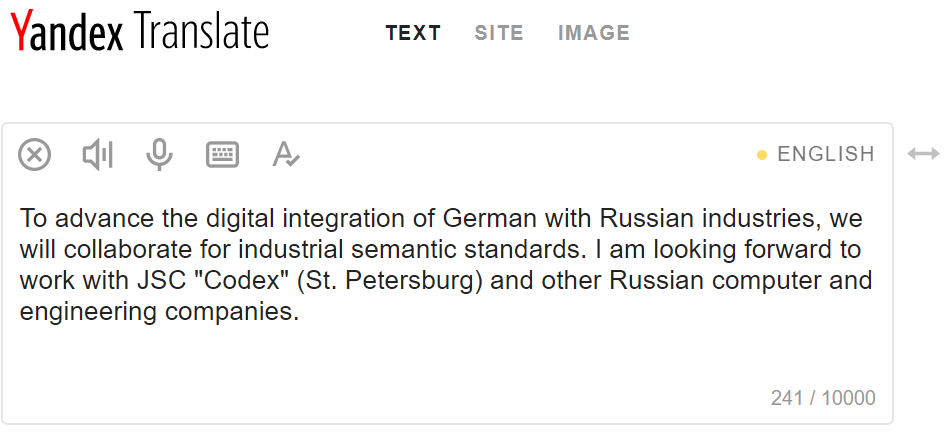 Yandex Translate
TEXT SITE IMAGE
ENGLISH
To advance the digital integration of German with Russian industries, we
will collaborate for industrial semantic standards. I am looking forward to
work with JSC "Codex" (St. Petersburg) and other Russian computer and
engineering companies.
241 / 10000